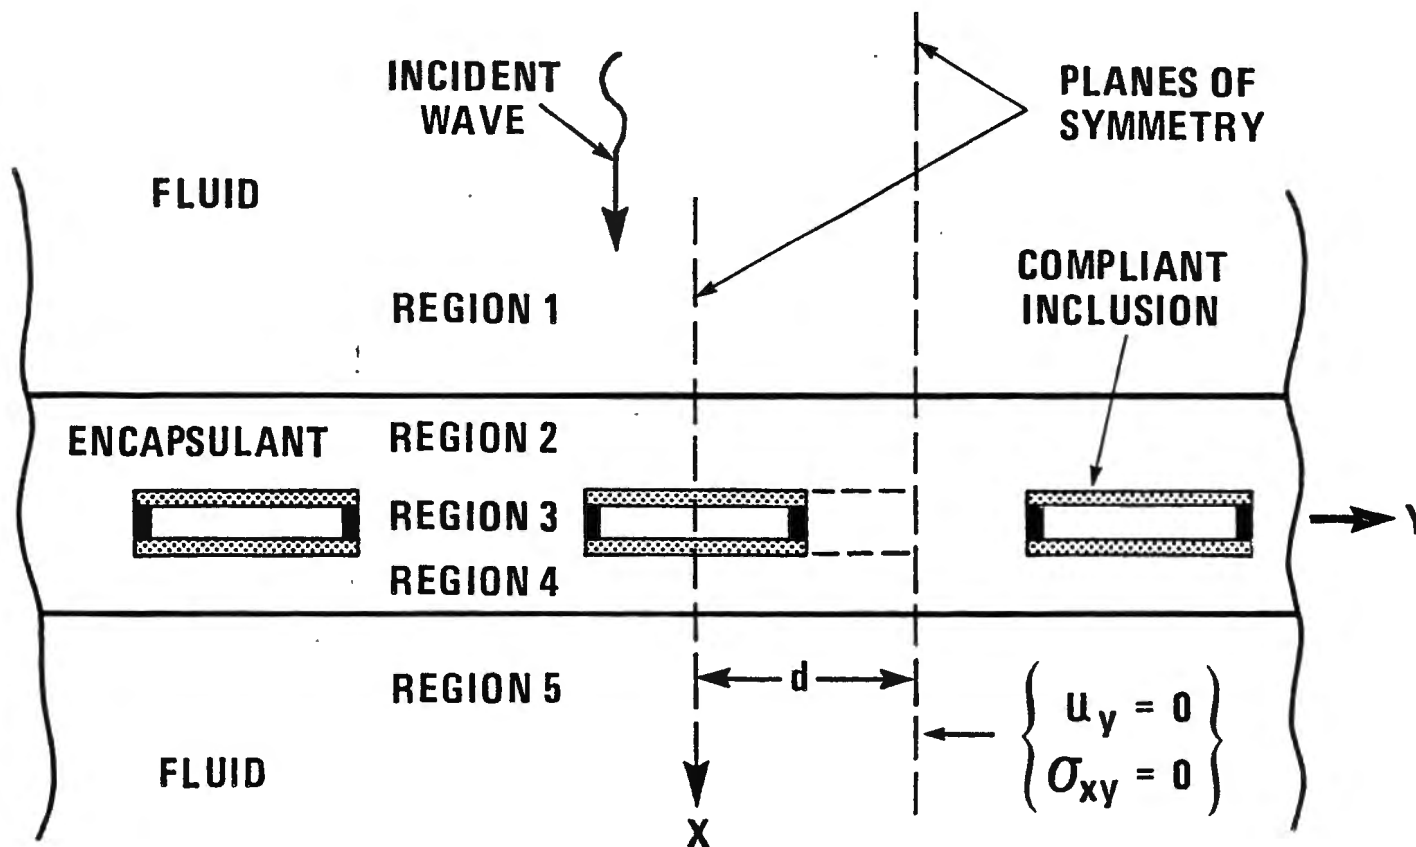 INCIDENT
WAVE
PLANES OF
SYMMETRY
FLUID
COMPLIANT
INCLUSION
REGION 1
ENCAPSULANT
REGION 2
REGION 3
Y
REGION 4
REGION 5
d
u_y = 0
σ_xy = 0
FLUID
X